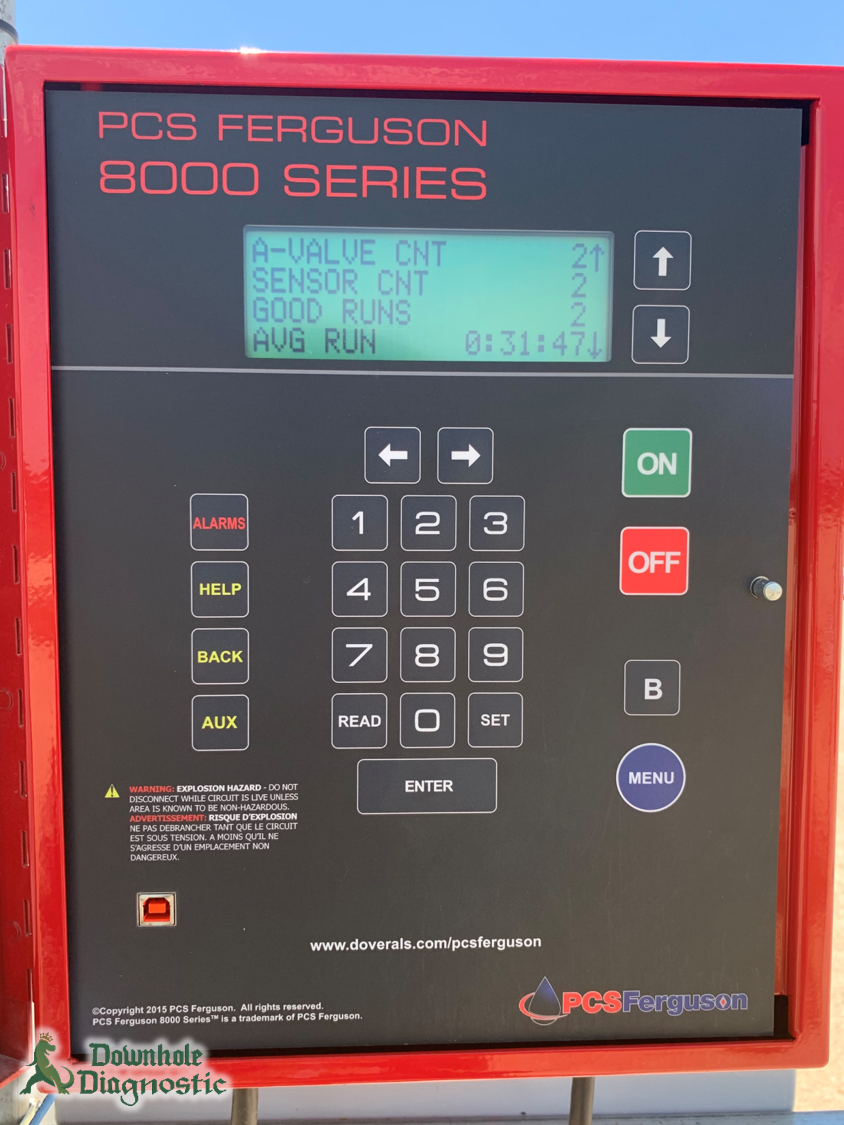 PCS FERGUSON
8000 SERIES
A-VALVE CNT 2↑
SENSOR CNT 2
GOOD RUNS 2
AVG RUN 0:31:47↓
↑
↓
← →
ON
ALARMS 1 2 3
OFF
HELP 4 5 6
BACK 7 8 9
B
AUX READ 0 SET
ENTER
MENU
WARNING: EXPLOSION HAZARD - DO NOT
DISCONNECT WHILE CIRCUIT IS LIVE UNLESS
AREA IS KNOWN TO BE NON-HAZARDOUS.
ADVERTISSEMENT: RISQUE D'EXPLOSION
NE PAS DEBRANCHER TANT QUE LE CIRCUIT
EST SOUS TENSION. A MOINS QU'IL NE
S'AGRESSE D'UN EMPLACEMENT NON
DANGEREUX.
www.doverals.com/pcsferguson
PCSFerguson
©Copyright 2015 PCS Ferguson. All rights reserved.
PCS Ferguson 8000 Series™ is a trademark of PCS Ferguson.
Downhole
Diagnostic